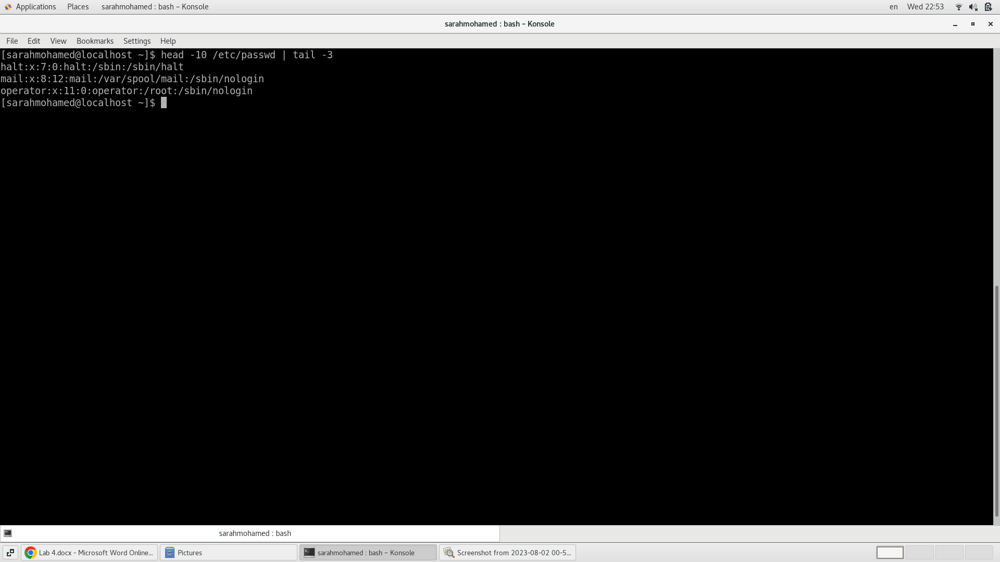 Applications Places sarahmohamed : bash – Konsole en Wed 22:53
sarahmohamed : bash – Konsole
File Edit View Bookmarks Settings Help
[sarahmohamed@localhost ~]$ head -10 /etc/passwd | tail -3
halt:x:7:0:halt:/sbin:/sbin/halt
mail:x:8:12:mail:/var/spool/mail:/sbin/nologin
operator:x:11:0:operator:/root:/sbin/nologin
[sarahmohamed@localhost ~]$
sarahmohamed : bash
Lab 4.docx - Microsoft Word Online... Pictures sarahmohamed : bash – Konsole Screenshot from 2023-08-02 00-5...